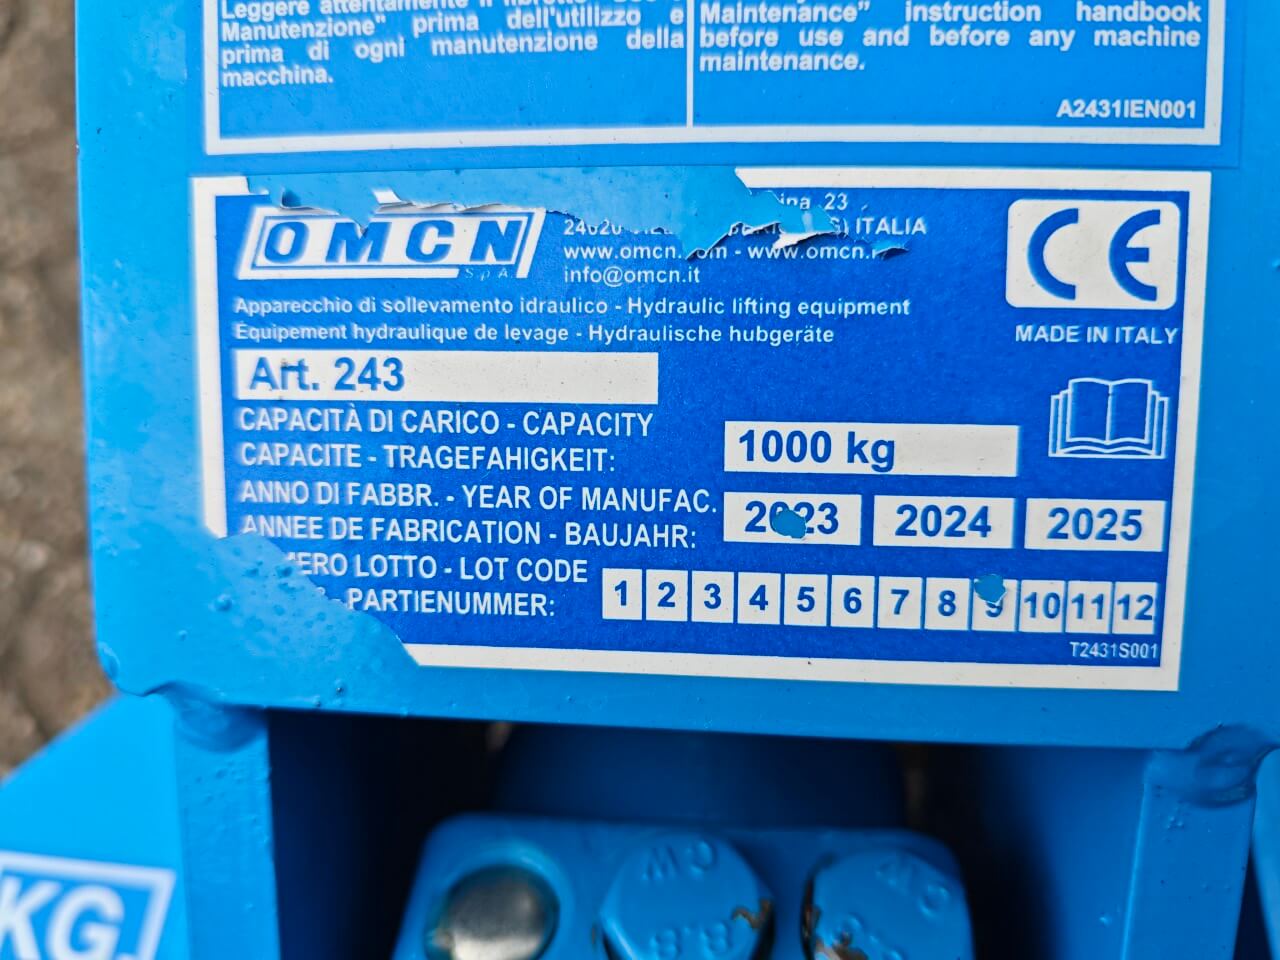 Leggere attentamente il libretto
Manutenzione" prima dell'utilizzo e
prima di ogni manutenzione della
macchina.
Maintenance" instruction handbook
before use and before any machine
maintenance.
A2431IEN001
OMCN
S.p.A.
23
ITALIA
www.omcn. - www.omcn.
info@omcn.it
CE
MADE IN ITALY
Apparecchio di sollevamento idraulico - Hydraulic lifting equipment
Équipement hydraulique de levage - Hydraulische hubgeräte
Art. 243
CAPACITÀ DI CARICO - CAPACITY
CAPACITE - TRAGEFAHIGKEIT:
1000 kg
ANNO DI FABBR. - YEAR OF MANUFAC.
ANNEE DE FABRICATION - BAUJAHR:
2023 2024 2025
LOTTO - LOT CODE
- PARTIENUMMER:
1 2 3 4 5 6 7 8 9 10 11 12
T2431S001
KG.
CW
8.8